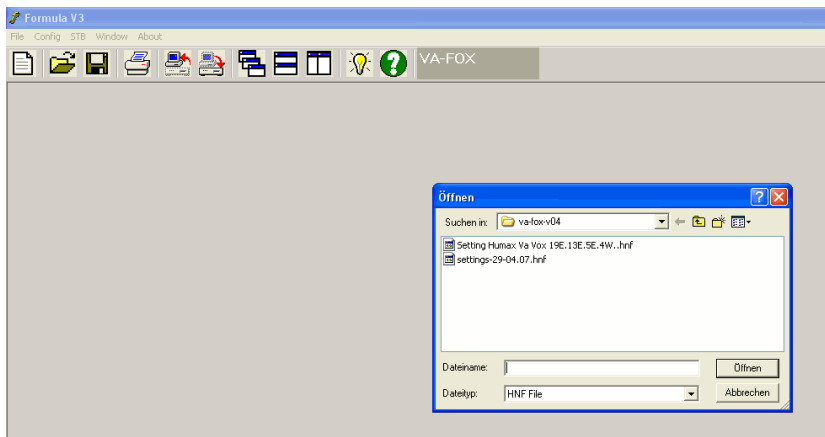 Formula V3
File Config STB Window About
VA-FOX
Öffnen
Suchen in: va-fox-v04
Setting Humax Va Vox 19E.13E.5E.4W..hnf
settings-29-04.07.hnf
Dateiname: Öffnen
Dateityp: HNF File Abbrechen